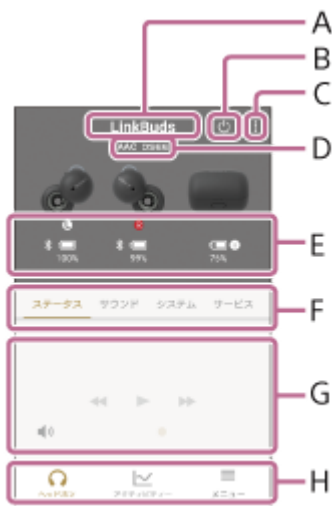 A
B
C
LinkBuds
AAC DSEE
D
L R
100% 99% 75%
E
ステータス サウンド システム サービス
F
G
ヘッドホン アクティビティー メニュー
H